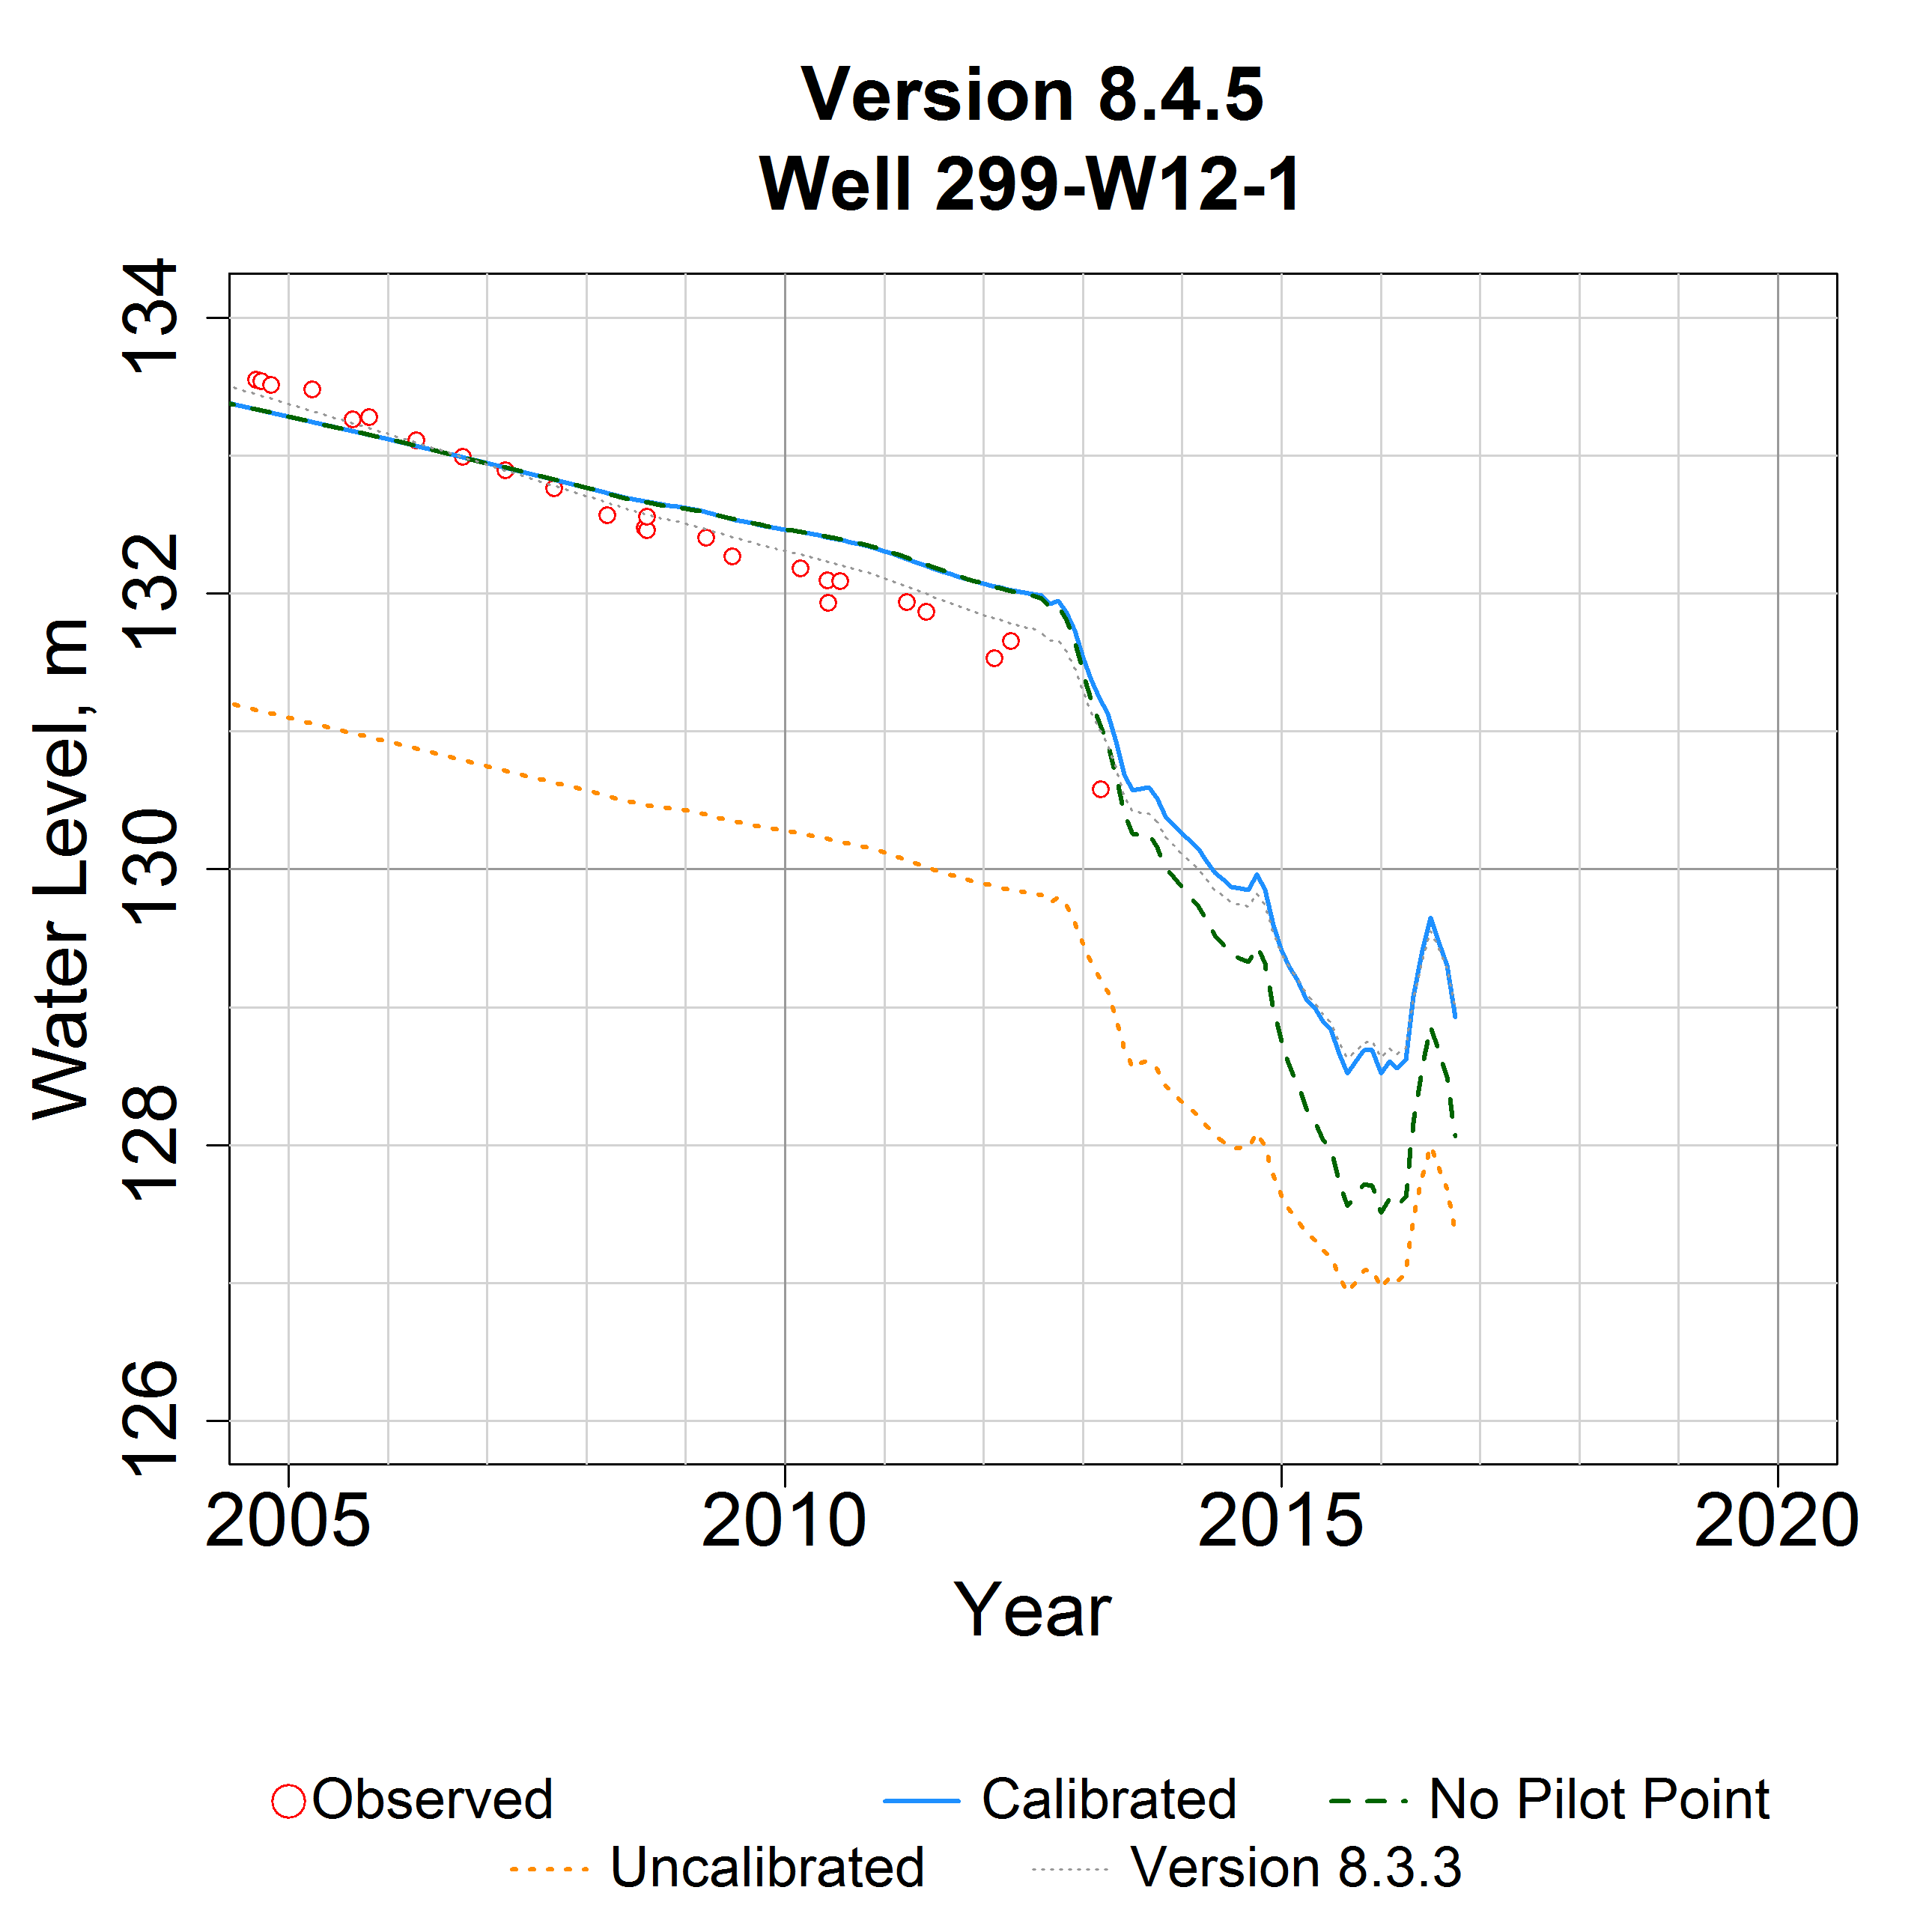 Version 8.4.5
Well 299-W12-1
Water Level, m
134
132
130
128
126
2005 2010 2015 2020
Year
Observed Calibrated No Pilot Point
Uncalibrated Version 8.3.3